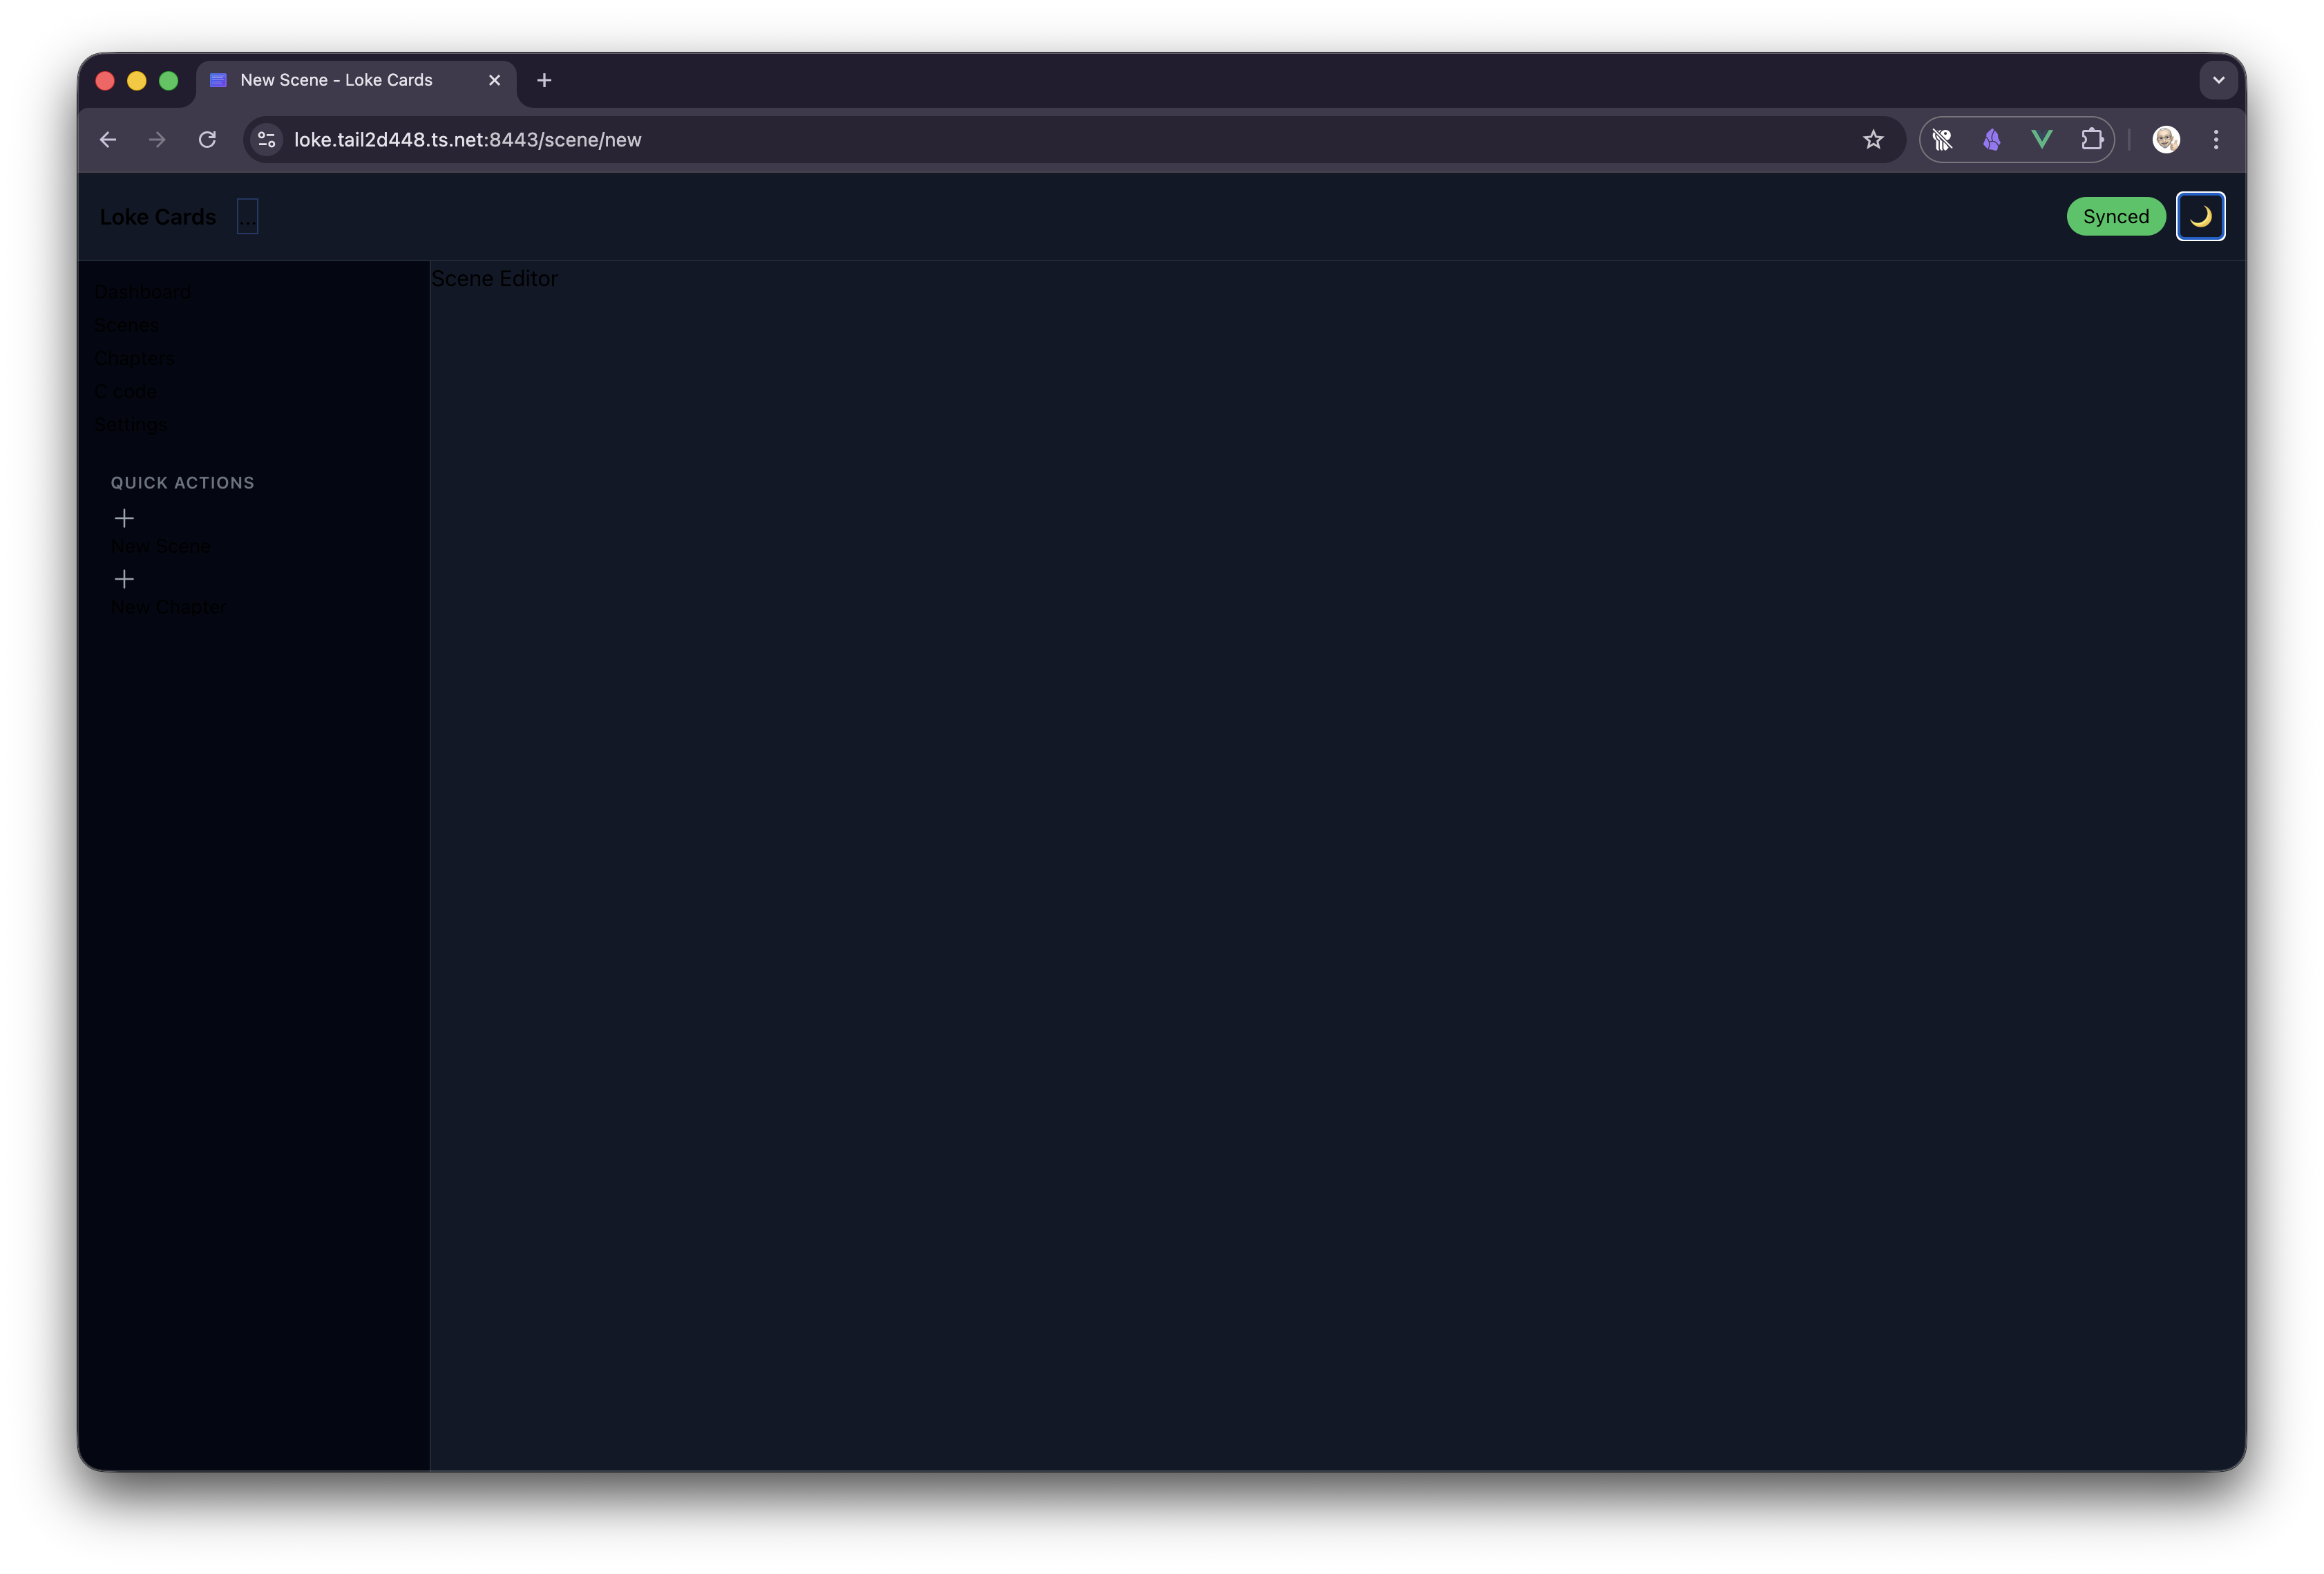 New Scene - Loke Cards
loke.tail2d448.ts.net:8443/scene/new
Loke Cards
...
Synced
Dashboard
Scenes
Chapters
C code
Settings
QUICK ACTIONS
New Scene
New Chapter
Scene Editor